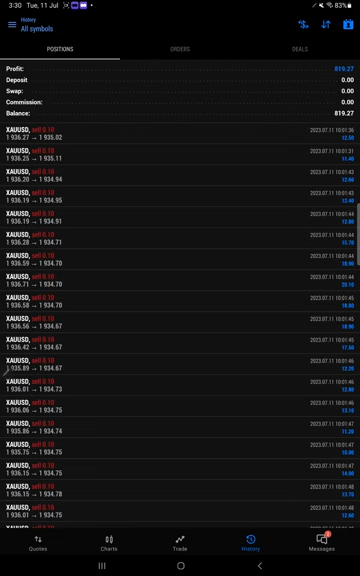 3:30 Tue, 11 Jul 83%
History
All symbols
POSITIONS ORDERS DEALS
Profit: 819.27
Deposit 0.00
Swap: 0.00
Commission: 0.00
Balance: 819.27
XAUUSD, sell 0.10 2023.07.11 10:01:36
1 936.27 → 1 935.02 12.50
XAUUSD, sell 0.10 2023.07.11 10:01:31
1 936.25 → 1 935.11 11.40
XAUUSD, sell 0.10 2023.07.11 10:01:43
1 936.20 → 1 934.94 12.60
XAUUSD, sell 0.10 2023.07.11 10:01:43
1 936.19 → 1 934.95 12.40
XAUUSD, sell 0.10 2023.07.11 10:01:44
1 936.19 → 1 934.91 12.80
XAUUSD, sell 0.10 2023.07.11 10:01:44
1 936.28 → 1 934.71 15.70
XAUUSD, sell 0.10 2023.07.11 10:01:44
1 936.59 → 1 934.70 18.90
XAUUSD, sell 0.10 2023.07.11 10:01:44
1 936.71 → 1 934.70 20.10
XAUUSD, sell 0.10 2023.07.11 10:01:45
1 936.58 → 1 934.70 18.80
XAUUSD, sell 0.10 2023.07.11 10:01:45
1 936.56 → 1 934.67 18.90
XAUUSD, sell 0.10 2023.07.11 10:01:45
1 936.42 → 1 934.67 17.50
XAUUSD, sell 0.10 2023.07.11 10:01:46
1 935.89 → 1 934.67 12.20
XAUUSD, sell 0.10 2023.07.11 10:01:46
1 936.01 → 1 934.73 12.80
XAUUSD, sell 0.10 2023.07.11 10:01:46
1 936.06 → 1 934.75 13.10
XAUUSD, sell 0.10 2023.07.11 10:01:47
1 935.86 → 1 934.74 11.20
XAUUSD, sell 0.10 2023.07.11 10:01:47
1 935.75 → 1 934.75 10.00
XAUUSD, sell 0.10 2023.07.11 10:01:47
1 936.15 → 1 934.75 14.00
XAUUSD, sell 0.10 2023.07.11 10:01:48
1 936.15 → 1 934.78 13.70
XAUUSD, sell 0.10 2023.07.11 10:01:48
1 936.01 → 1 934.75 12.60
Quotes Charts Trade History Messages